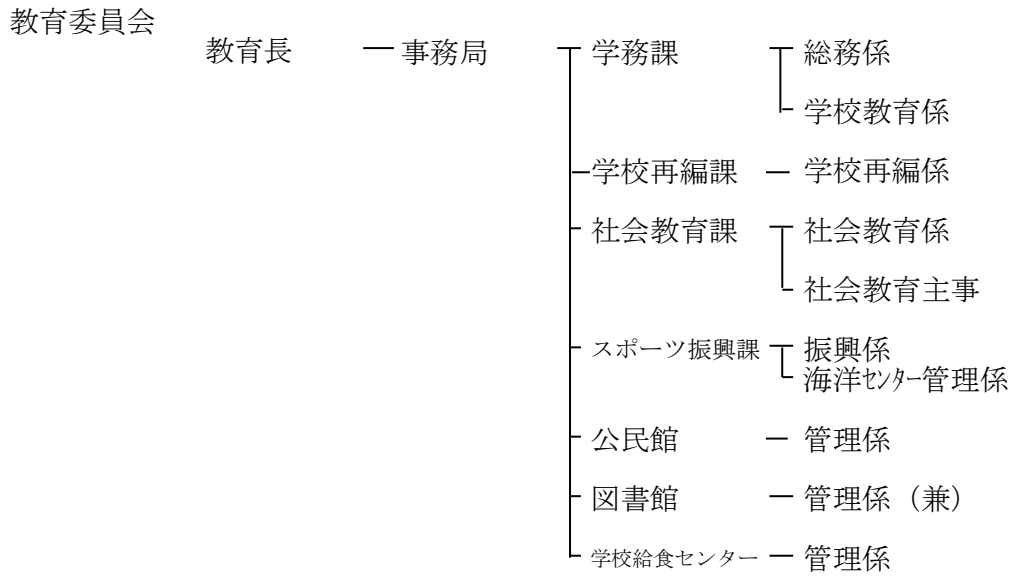 教育委員会
教育長 事務局 学務課 総務係
学校教育係
学校再編課 学校再編係
社会教育課 社会教育係
社会教育主事
スポーツ振興課 振興係
海洋ｾﾝﾀｰ管理係
公民館 管理係
図書館 管理係（兼）
学校給食センター 管理係